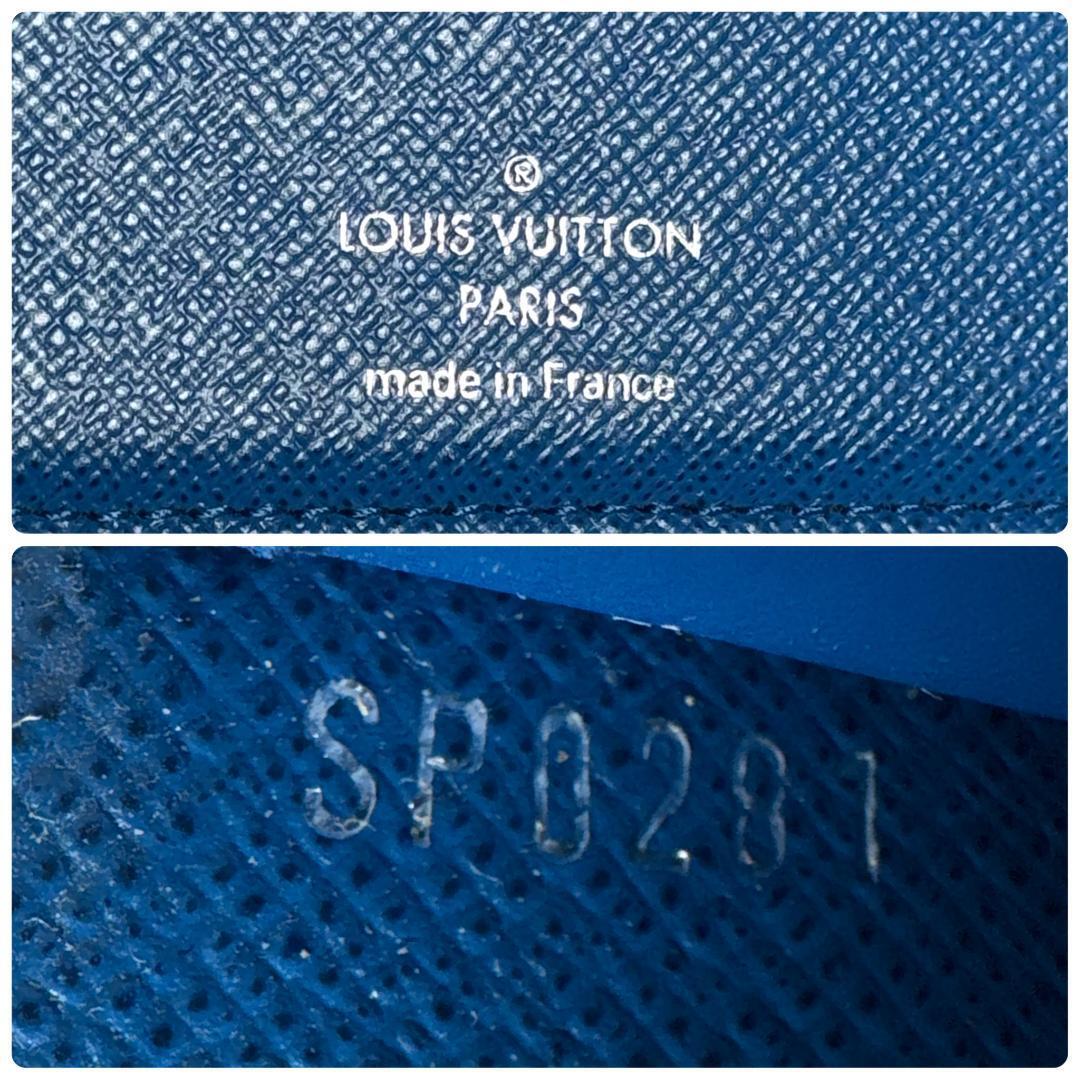 ®
LOUIS VUITTON
PARIS
made in France
SP0281